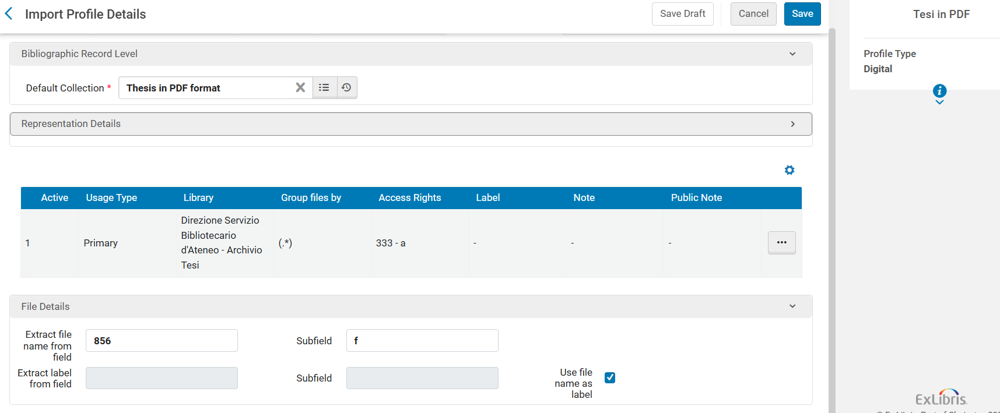 Import Profile Details
Save Draft
Cancel
Save
Tesi in PDF
Profile Type
Digital
Bibliographic Record Level
Default Collection *
Thesis in PDF format
Representation Details
Active
Usage Type
Library
Group files by
Access Rights
Label
Note
Public Note
1
Primary
Direzione Servizio
Bibliotecario
d'Ateneo - Archivio
Tesi
(.*)
333 - a
-
-
-
File Details
Extract file
name from
field
856
Subfield
f
Extract label
from field
Subfield
Use file
name as
label
ExLibris